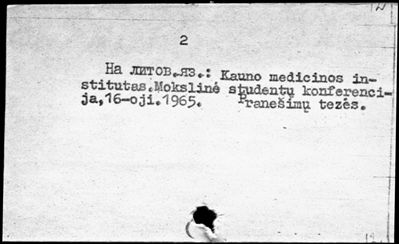 2
На литов.яз.: Kauno medicinos in-
stitutas.Mokslinė studentų konferenci-
ja,16-oji.1965. Pranešimų tezės.